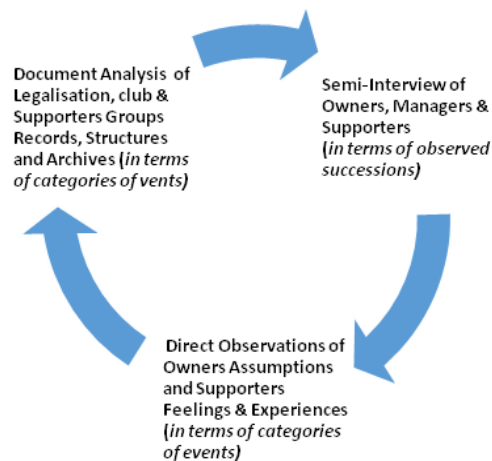 Document Analysis of
Legalisation, club &
Supporters Groups
Records, Structures
and Archives (in terms
of categories of vents)
Semi-Interview of
Owners, Managers &
Supporters
(in terms of observed
successions)
Direct Observations of
Owners Assumptions
and Supporters
Feelings & Experiences
(in terms of categories
of events)